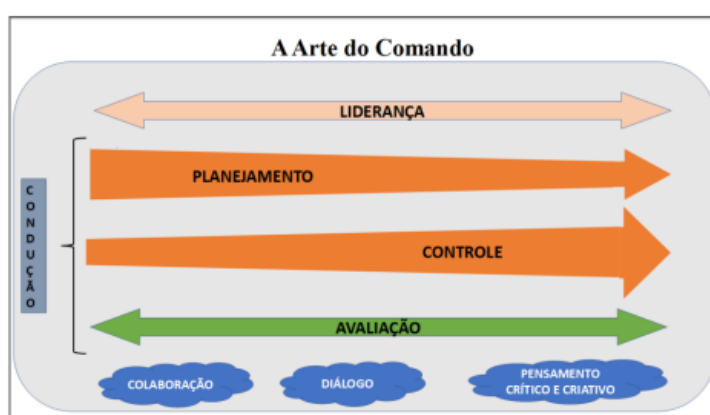 A Arte do Comando
LIDERANÇA
CONDUÇÃO
PLANEJAMENTO
CONTROLE
AVALIAÇÃO
COLABORAÇÃO
DIÁLOGO
PENSAMENTO
CRÍTICO E CRIATIVO